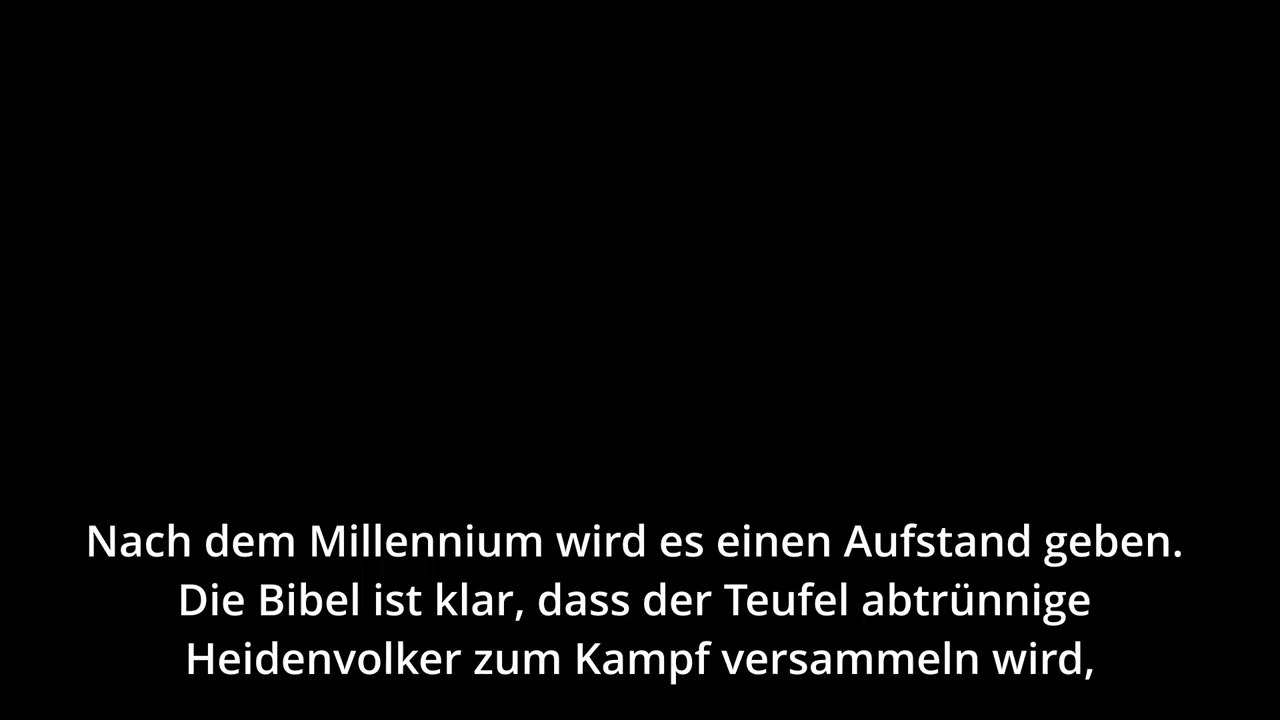 Nach dem Millennium wird es einen Aufstand geben.
Die Bibel ist klar, dass der Teufel abtrünnige
Heidenvolker zum Kampf versammeln wird,